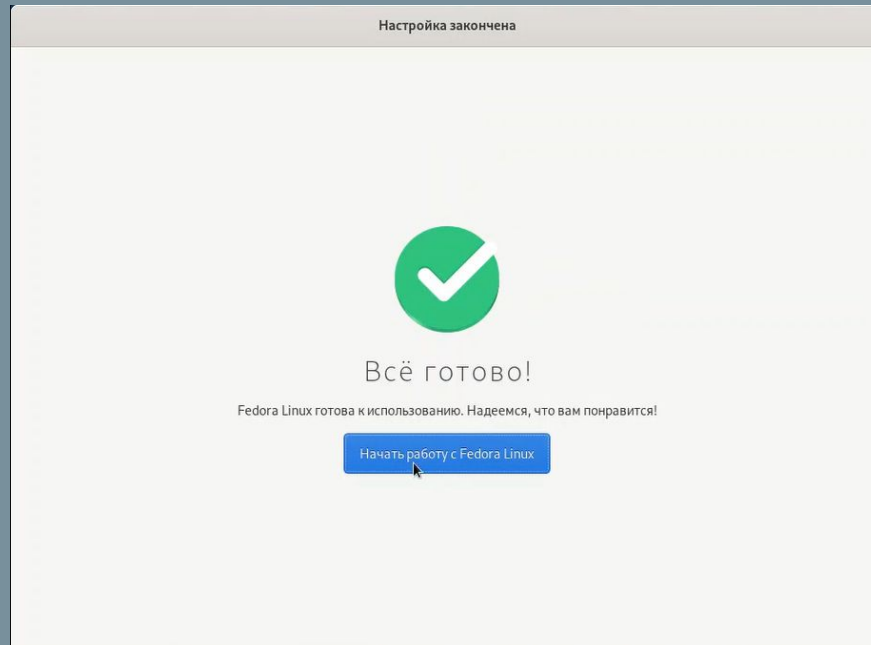 Настройка закончена
Всё готово!
Fedora Linux готова к использованию. Надеемся, что вам понравится!
Начать работу с Fedora Linux